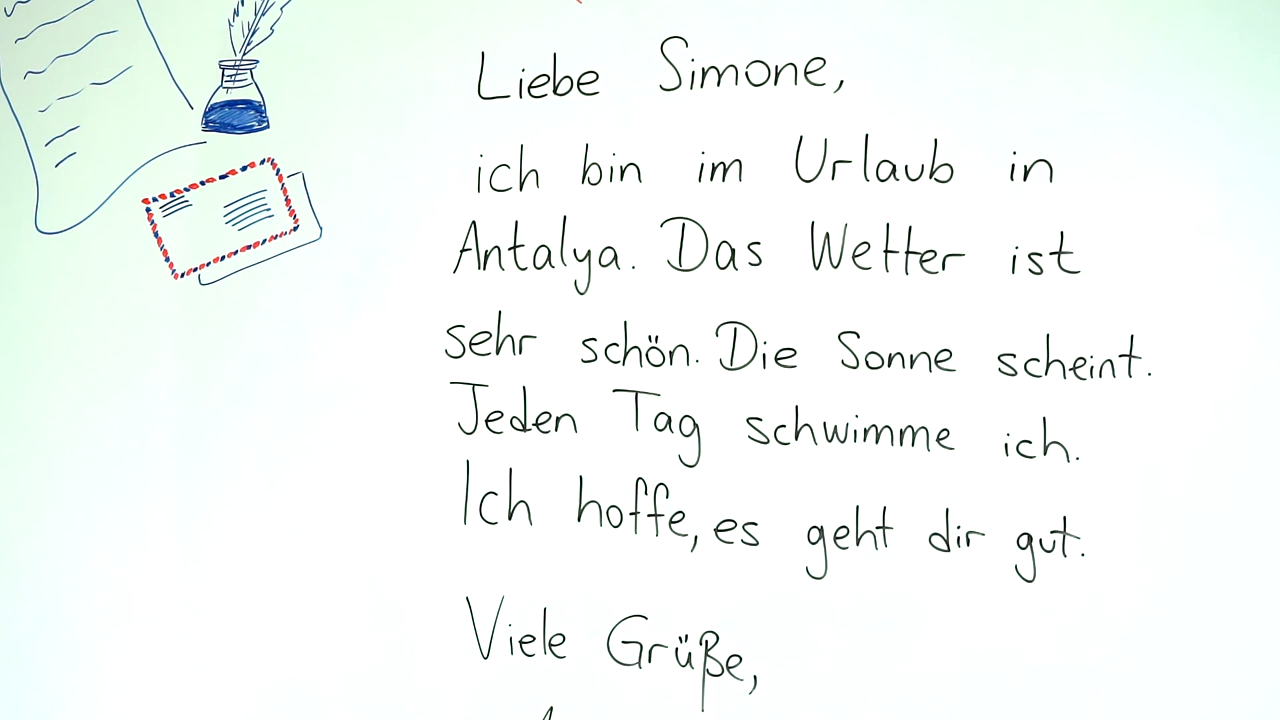 Liebe Simone,
ich bin im Urlaub in
Antalya. Das Wetter ist
sehr schön. Die Sonne scheint.
Jeden Tag schwimme ich.
Ich hoffe, es geht dir gut.
Viele Grüße,